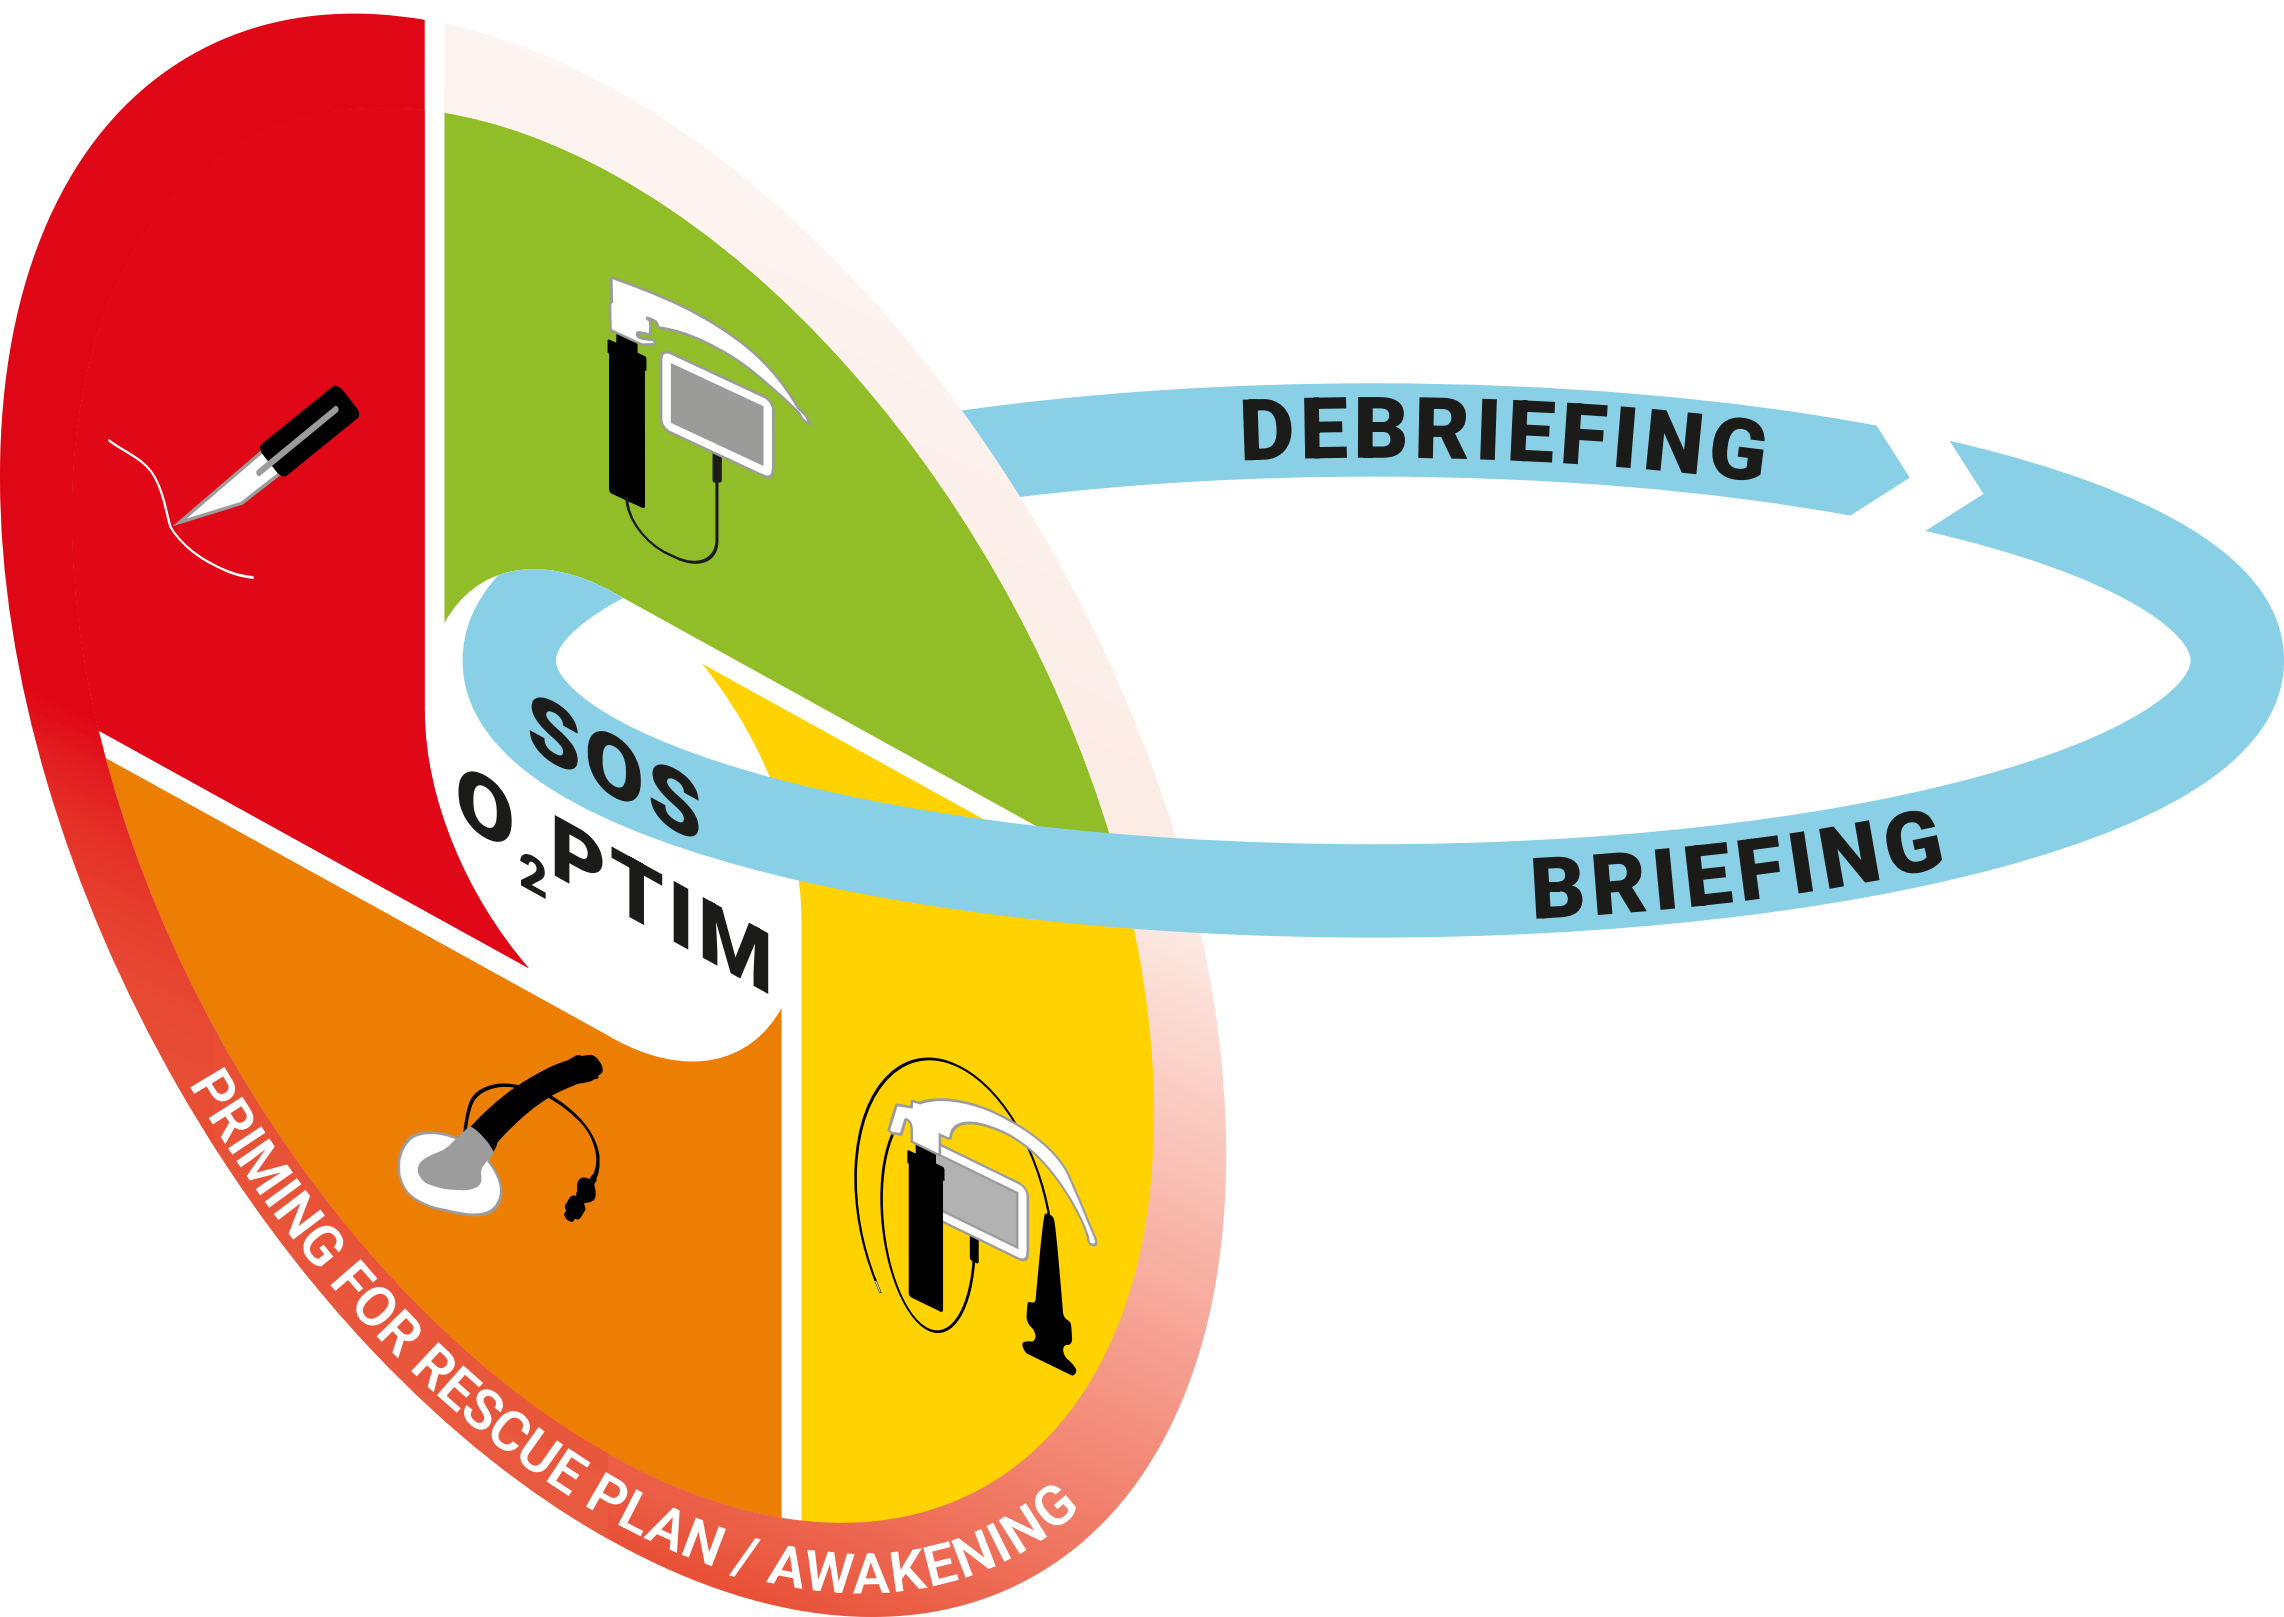 DEBRIEFING
SOS
O₂PTIM
BRIEFING
PRIMING FOR RESCUE PLAN / AWAKENING